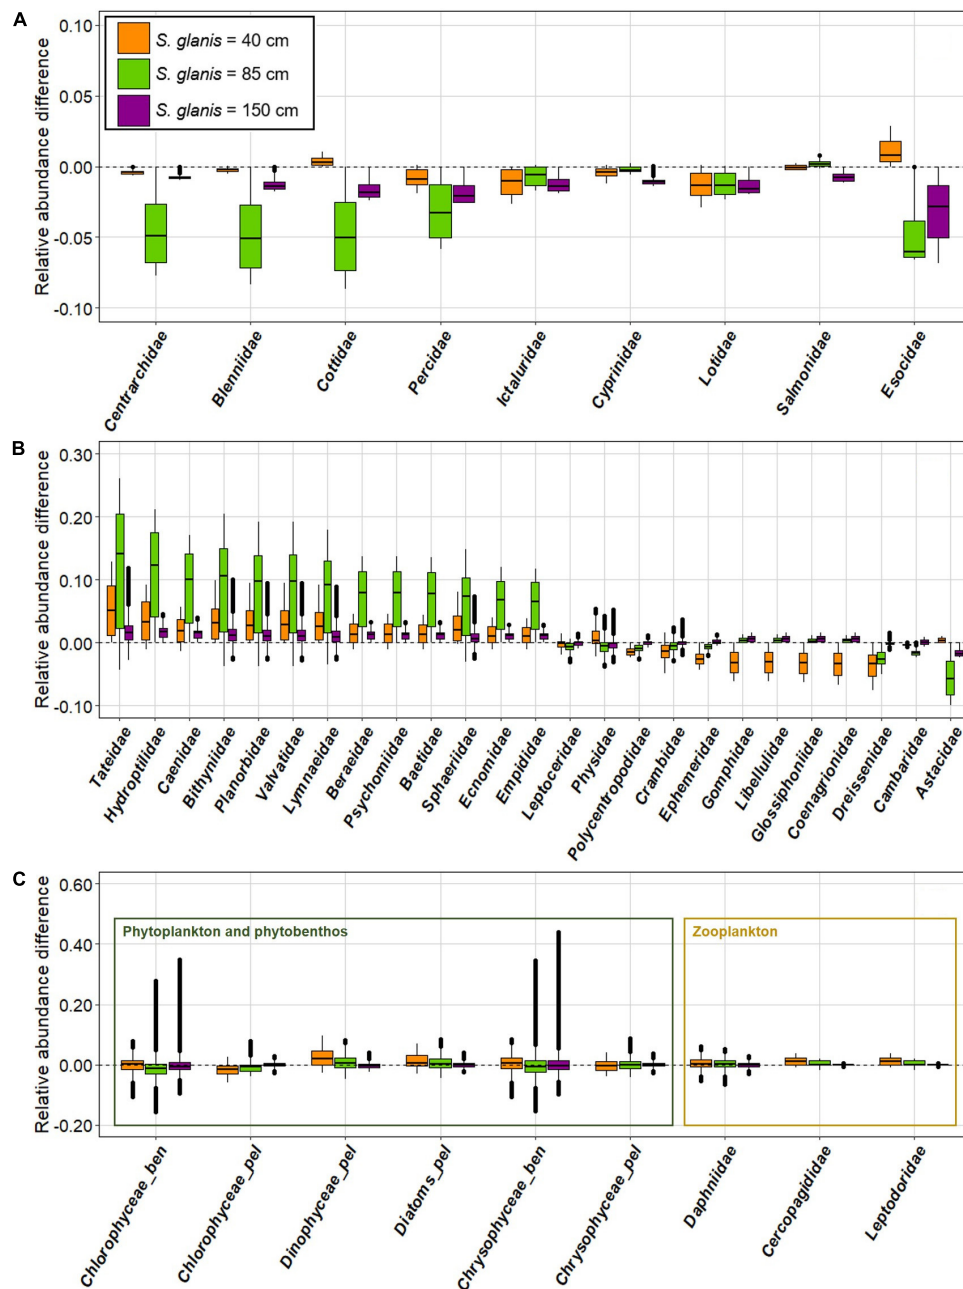 A
S. glanis = 40 cm
S. glanis = 85 cm
S. glanis = 150 cm
Relative abundance difference
0.10
0.05
0.00
-0.05
-0.10
Centrarchidae
Blenniidae
Cottidae
Percidae
Ictaluridae
Cyprinidae
Lotidae
Salmonidae
Esocidae
B
Relative abundance difference
0.30
0.20
0.10
0.00
-0.10
Tateidae
Hydroptilidae
Caenidae
Bithyniidae
Planorbidae
Valvatidae
Lymnaeidae
Beraeidae
Psychomiidae
Baetidae
Sphaeriidae
Ecnomidae
Empididae
Leptoceridae
Physidae
Polycentropodidae
Crambidae
Ephemeridae
Gomphidae
Libellulidae
Glossiphoniidae
Coenagrionidae
Dreissenidae
Cambaridae
Astacidae
C
Relative abundance difference
0.60
0.40
0.20
0.00
-0.20
Phytoplankton and phytobenthos
Zooplankton
Chlorophyceae_ben
Chlorophyceae_pel
Dinophyceae_pel
Diatoms_pel
Chrysophyceae_ben
Chrysophyceae_pel
Daphniidae
Cercopagididae
Leptodoridae